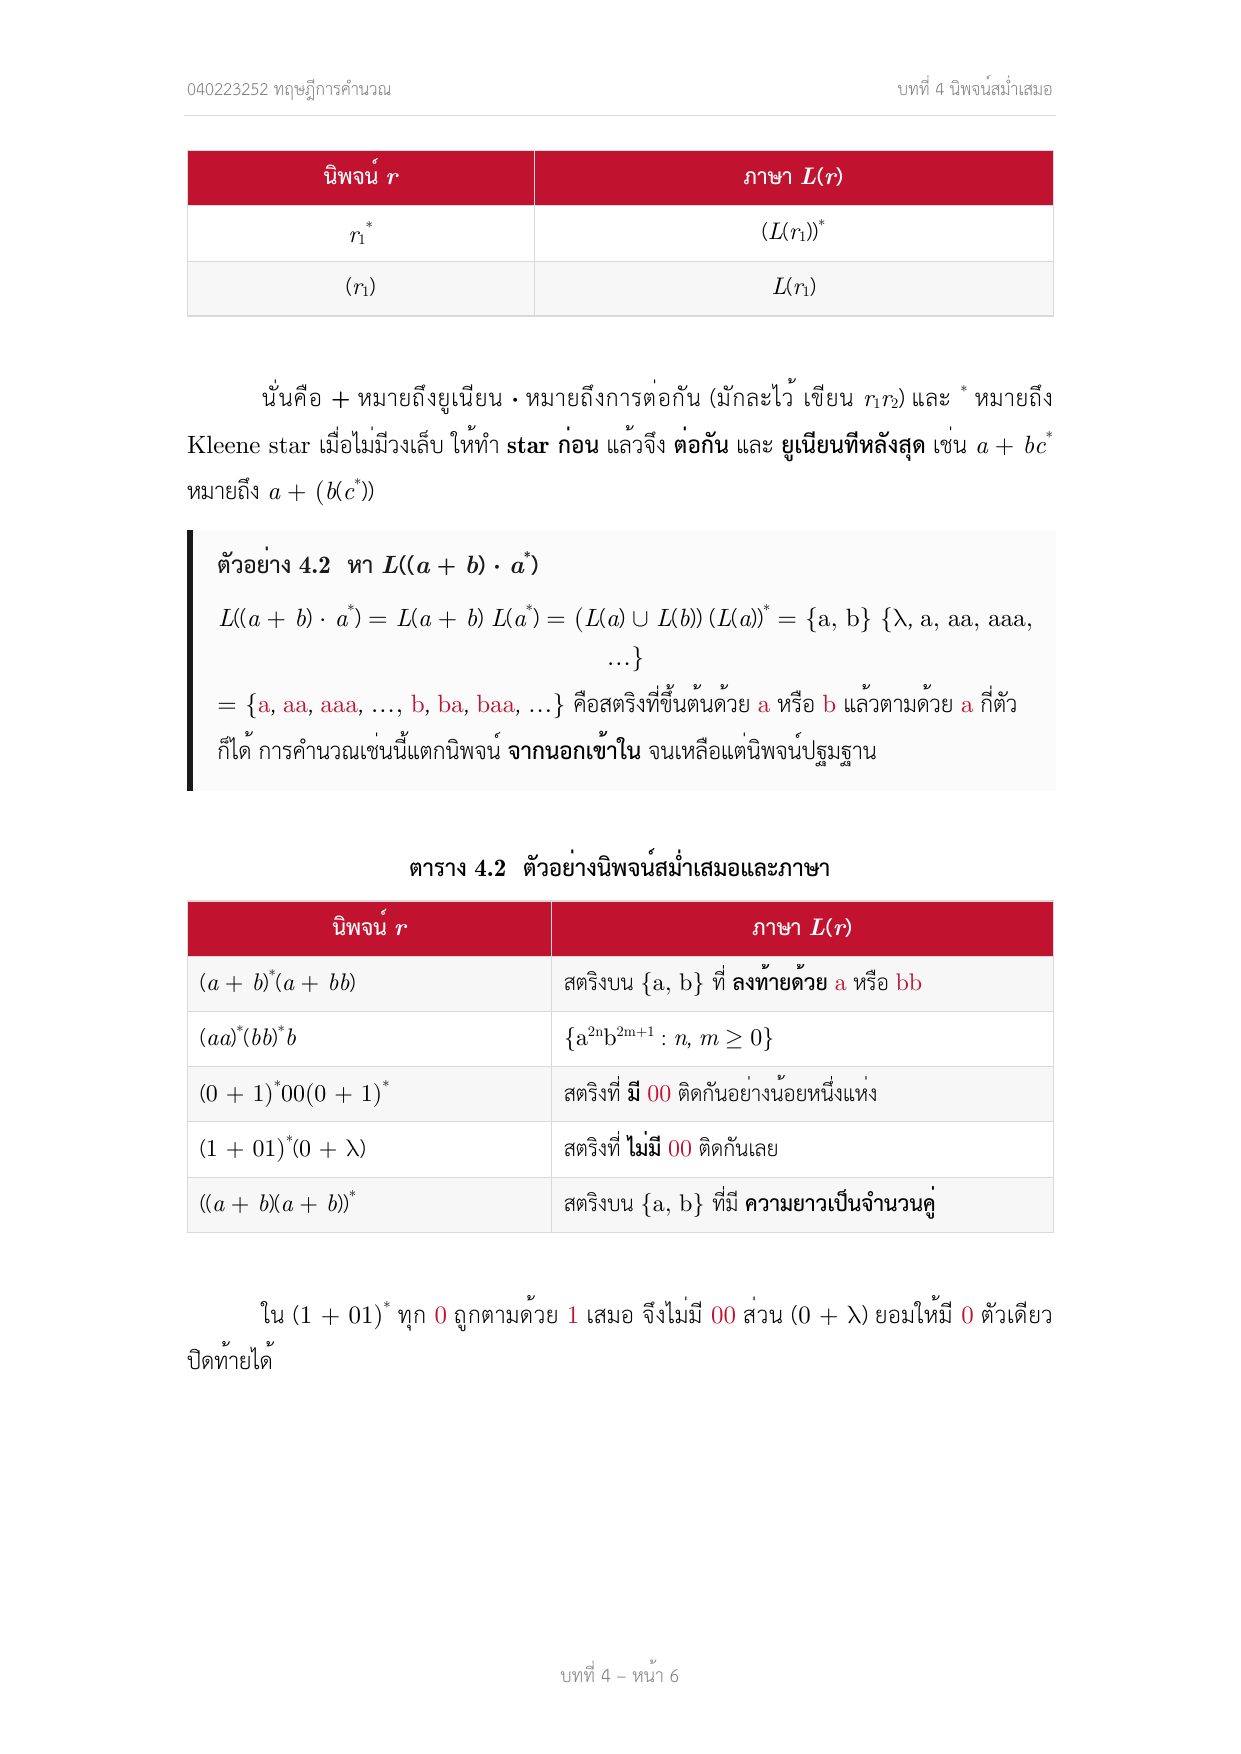 040223252 ทฤษฎีการคำนวณ บทที่ 4 นิพจน์สม่ำเสมอ
นิพจน์ r ภาษา L(r)
r₁* (L(r₁))*
(r₁) L(r₁)
นั่นคือ + หมายถึงยูเนียน · หมายถึงการต่อกัน (มักละไว้ เขียน r₁r₂) และ * หมายถึง
Kleene star เมื่อไม่มีวงเล็บ ให้ทำ star ก่อน แล้วจึง ต่อกัน และ ยูเนียนทีหลังสุด เช่น a + bc*
หมายถึง a + (b(c*))
ตัวอย่าง 4.2 หา L((a + b) · a*)
L((a + b) · a*) = L(a + b) L(a*) = (L(a) ∪ L(b)) (L(a))* = {a, b} {λ, a, aa, aaa,
…}
= {a, aa, aaa, …, b, ba, baa, …} คือสตริงที่ขึ้นต้นด้วย a หรือ b แล้วตามด้วย a กี่ตัว
ก็ได้ การคำนวณเช่นนี้แตกนิพจน์ จากนอกเข้าใน จนเหลือแต่นิพจน์ปฐมฐาน
ตาราง 4.2 ตัวอย่างนิพจน์สม่ำเสมอและภาษา
นิพจน์ r ภาษา L(r)
(a + b)*(a + bb) สตริงบน {a, b} ที่ ลงท้ายด้วย a หรือ bb
(aa)*(bb)*b {a²ⁿb²ᵐ⁺¹ : n, m ≥ 0}
(0 + 1)*00(0 + 1)* สตริงที่ มี 00 ติดกันอย่างน้อยหนึ่งแห่ง
(1 + 01)*(0 + λ) สตริงที่ ไม่มี 00 ติดกันเลย
((a + b)(a + b))* สตริงบน {a, b} ที่มี ความยาวเป็นจำนวนคู่
ใน (1 + 01)* ทุก 0 ถูกตามด้วย 1 เสมอ จึงไม่มี 00 ส่วน (0 + λ) ยอมให้มี 0 ตัวเดียว
ปิดท้ายได้
บทที่ 4 – หน้า 6